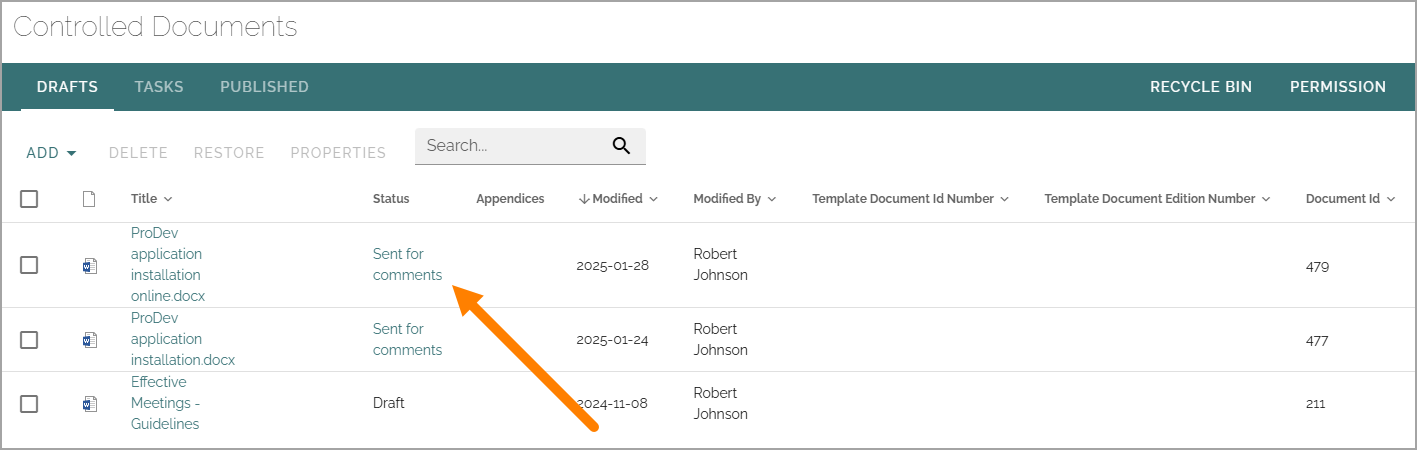 Controlled Documents
DRAFTS TASKS PUBLISHED RECYCLE BIN PERMISSION
ADD DELETE RESTORE PROPERTIES Search...
Title Status Appendices Modified Modified By Template Document Id Number Template Document Edition Number Document Id
ProDev
application
installation
online.docx
Sent for
comments
2025-01-28
Robert
Johnson
479
ProDev
application
installation.docx
Sent for
comments
2025-01-24
Robert
Johnson
477
Effective
Meetings -
Guidelines
Draft
2024-11-08
Robert
Johnson
211